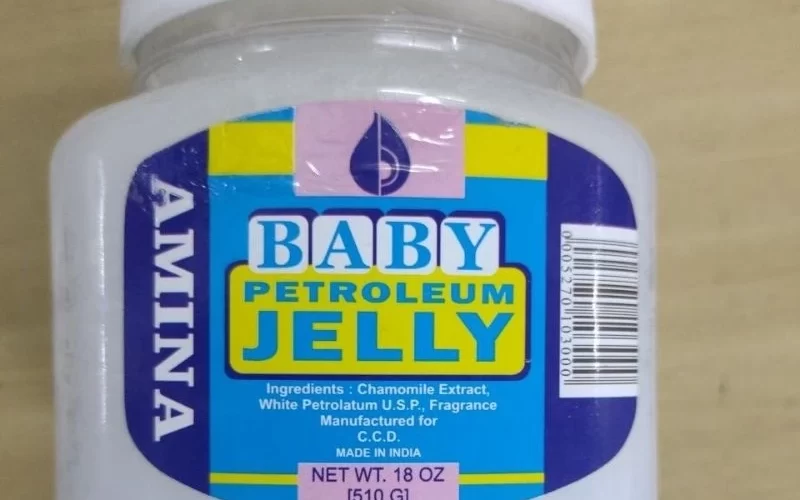 AMINA
BABY
PETROLEUM
JELLY
Ingredients : Chamomile Extract,
White Petrolatum U.S.P., Fragrance
Manufactured for
C.C.D.
MADE IN INDIA
NET WT. 18 OZ
[510 G]
0005270103000